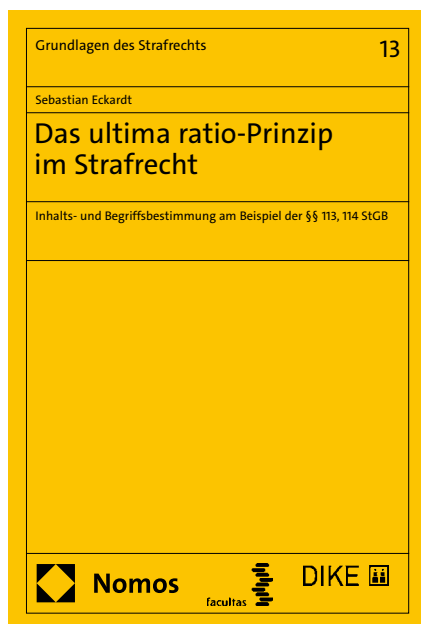 Grundlagen des Strafrechts
13
Sebastian Eckardt
Das ultima ratio-Prinzip
im Strafrecht
Inhalts- und Begriffsbestimmung am Beispiel der §§ 113, 114 StGB
Nomos
facultas
DIKE